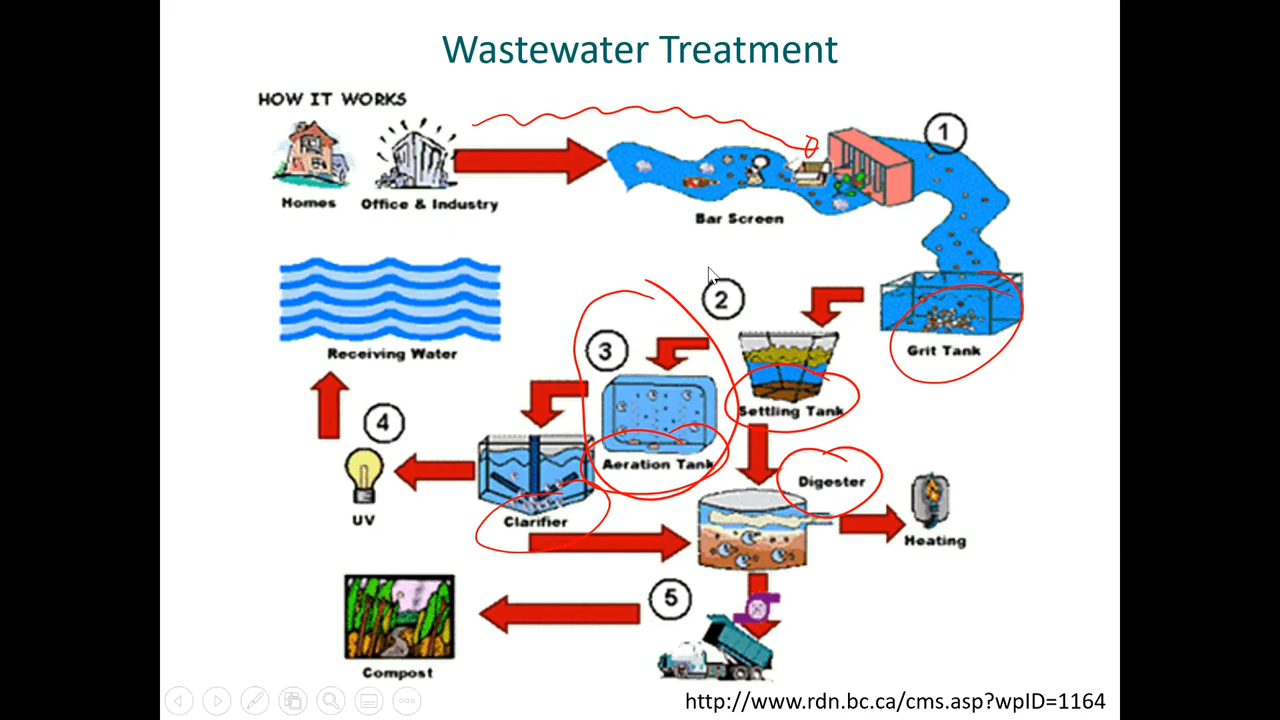 Wastewater Treatment
HOW IT WORKS
1
Homes
Office & Industry
Bar Screen
2
Receiving Water
3
Grit Tank
Settling Tank
4
Aeration Tank
Digester
UV
Clarifier
Heating
5
Compost
http://www.rdn.bc.ca/cms.asp?wpID=1164